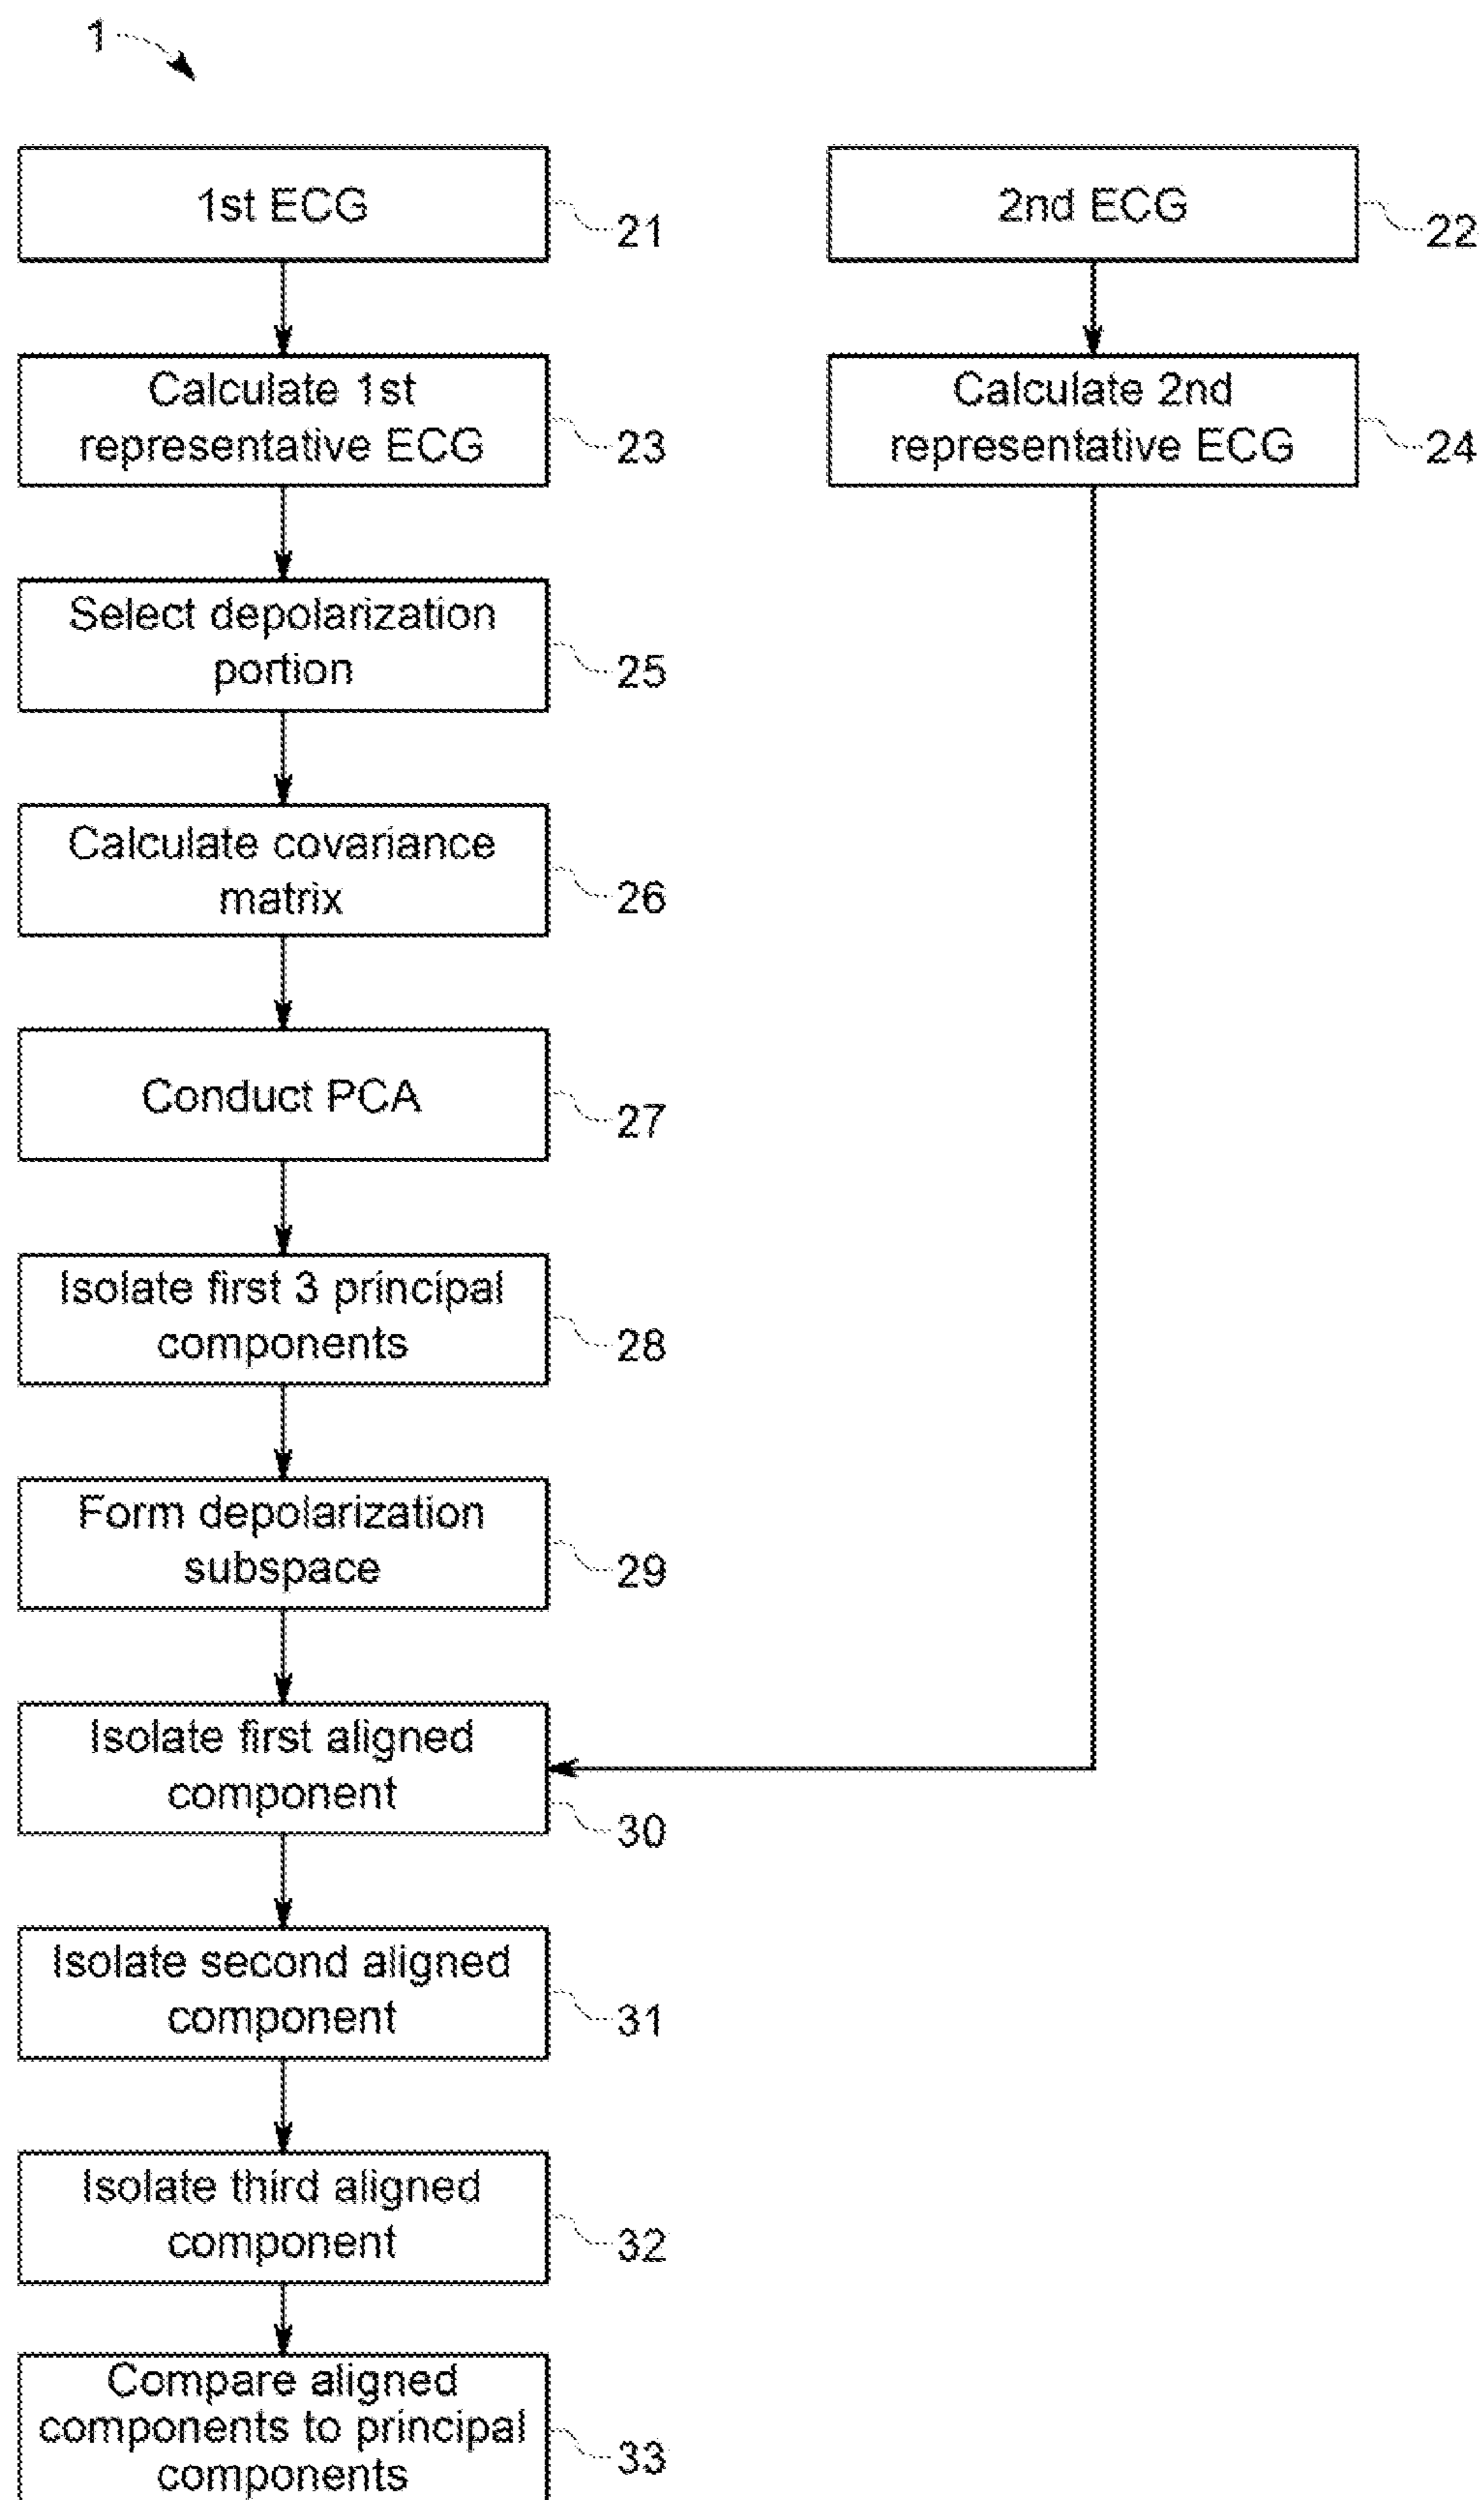 1
1st ECG
21
2nd ECG
22
Calculate 1st
representative ECG
23
Calculate 2nd
representative ECG
24
Select depolarization
portion
25
Calculate covariance
matrix
26
Conduct PCA
27
Isolate first 3 principal
components
28
Form depolarization
subspace
29
Isolate first aligned
component
30
Isolate second aligned
component
31
Isolate third aligned
component
32
Compare aligned
components to principal
components
33